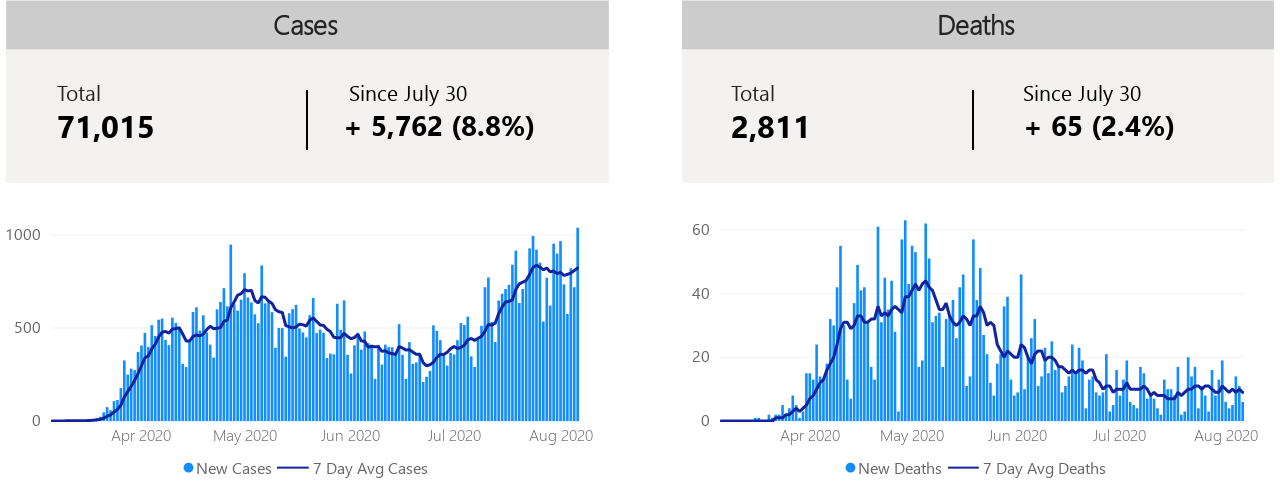 Cases
Total
71,015
Since July 30
+ 5,762 (8.8%)
1000
500
0
Apr 2020 May 2020 Jun 2020 Jul 2020 Aug 2020
New Cases 7 Day Avg Cases
Deaths
Total
2,811
Since July 30
+ 65 (2.4%)
60
40
20
0
Apr 2020 May 2020 Jun 2020 Jul 2020 Aug 2020
New Deaths 7 Day Avg Deaths